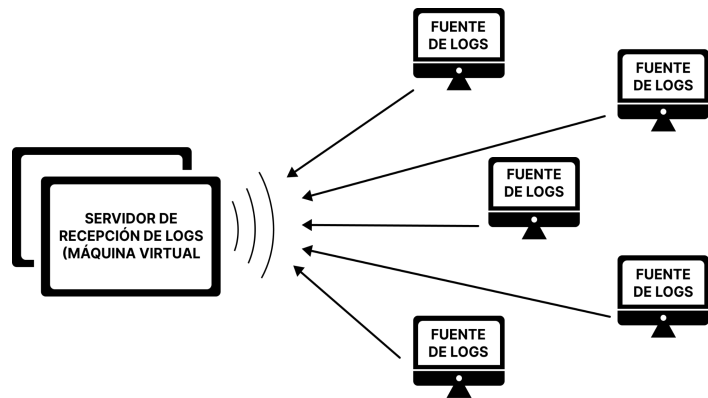 FUENTE
DE LOGS
FUENTE
DE LOGS
FUENTE
DE LOGS
SERVIDOR DE
RECEPCIÓN DE LOGS
(MÁQUINA VIRTUAL
FUENTE
DE LOGS
FUENTE
DE LOGS